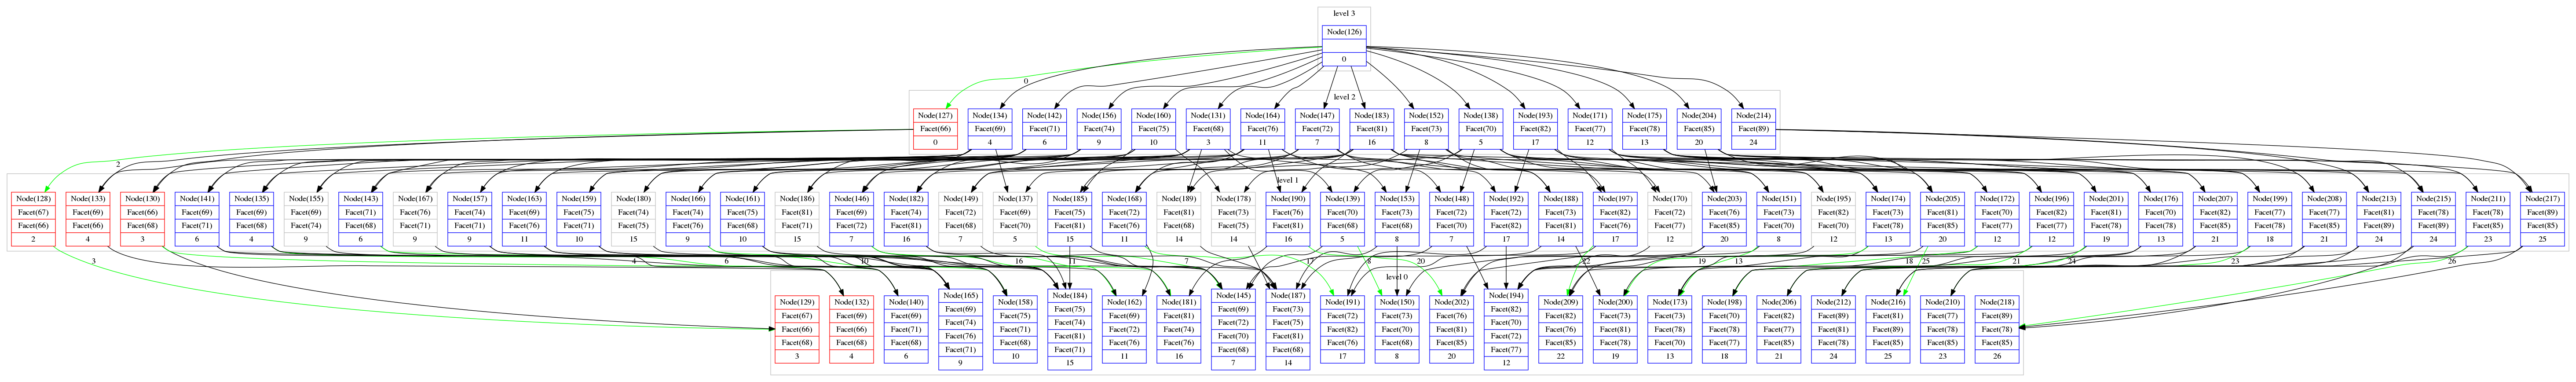 level 3
Node(126)
0
0
level 2
Node(127)
Facet(66)
0
Node(134)
Facet(69)
4
Node(142)
Facet(71)
6
Node(156)
Facet(74)
9
Node(160)
Facet(75)
10
Node(131)
Facet(68)
3
Node(164)
Facet(76)
11
Node(147)
Facet(72)
7
Node(183)
Facet(81)
16
Node(152)
Facet(73)
8
Node(138)
Facet(70)
5
Node(193)
Facet(82)
17
Node(171)
Facet(77)
12
Node(175)
Facet(78)
13
Node(204)
Facet(85)
20
Node(214)
Facet(89)
24
2
level 1
Node(128)
Facet(67)
Facet(66)
2
Node(133)
Facet(69)
Facet(66)
4
Node(130)
Facet(66)
Facet(68)
3
Node(141)
Facet(69)
Facet(71)
6
Node(135)
Facet(69)
Facet(68)
4
Node(155)
Facet(69)
Facet(74)
9
Node(143)
Facet(71)
Facet(68)
6
Node(167)
Facet(76)
Facet(71)
9
Node(157)
Facet(74)
Facet(71)
9
Node(163)
Facet(69)
Facet(76)
11
Node(159)
Facet(75)
Facet(71)
10
Node(180)
Facet(74)
Facet(75)
15
Node(166)
Facet(74)
Facet(76)
9
Node(161)
Facet(75)
Facet(68)
10
Node(186)
Facet(81)
Facet(71)
15
Node(146)
Facet(69)
Facet(72)
7
Node(182)
Facet(74)
Facet(81)
16
Node(149)
Facet(72)
Facet(68)
7
Node(137)
Facet(69)
Facet(70)
5
Node(185)
Facet(75)
Facet(81)
15
Node(168)
Facet(72)
Facet(76)
11
Node(189)
Facet(81)
Facet(68)
14
Node(178)
Facet(73)
Facet(75)
14
Node(190)
Facet(76)
Facet(81)
16
Node(139)
Facet(70)
Facet(68)
5
Node(153)
Facet(73)
Facet(68)
8
Node(148)
Facet(72)
Facet(70)
7
Node(192)
Facet(72)
Facet(82)
17
Node(188)
Facet(73)
Facet(81)
14
Node(197)
Facet(82)
Facet(76)
17
Node(170)
Facet(72)
Facet(77)
12
Node(203)
Facet(76)
Facet(85)
20
Node(151)
Facet(73)
Facet(70)
8
Node(195)
Facet(82)
Facet(70)
12
Node(174)
Facet(73)
Facet(78)
13
Node(205)
Facet(81)
Facet(85)
20
Node(172)
Facet(70)
Facet(77)
12
Node(196)
Facet(82)
Facet(77)
12
Node(201)
Facet(81)
Facet(78)
19
Node(176)
Facet(70)
Facet(78)
13
Node(207)
Facet(82)
Facet(85)
21
Node(199)
Facet(77)
Facet(78)
18
Node(208)
Facet(77)
Facet(85)
21
Node(213)
Facet(81)
Facet(89)
24
Node(215)
Facet(78)
Facet(89)
24
Node(211)
Facet(78)
Facet(85)
23
Node(217)
Facet(89)
Facet(85)
25
3
4
6
10
16
11
7
17
8
20
22
19
13
18
25
21
24
23
26
level 0
Node(129)
Facet(67)
Facet(66)
Facet(68)
3
Node(132)
Facet(69)
Facet(66)
Facet(68)
4
Node(140)
Facet(69)
Facet(71)
Facet(68)
6
Node(165)
Facet(69)
Facet(74)
Facet(76)
Facet(71)
9
Node(158)
Facet(75)
Facet(71)
Facet(68)
10
Node(184)
Facet(75)
Facet(74)
Facet(81)
Facet(71)
15
Node(162)
Facet(69)
Facet(72)
Facet(76)
11
Node(181)
Facet(81)
Facet(74)
Facet(76)
16
Node(145)
Facet(69)
Facet(72)
Facet(70)
Facet(68)
7
Node(187)
Facet(73)
Facet(75)
Facet(81)
Facet(68)
14
Node(191)
Facet(72)
Facet(82)
Facet(76)
17
Node(150)
Facet(73)
Facet(70)
Facet(68)
8
Node(202)
Facet(76)
Facet(81)
Facet(85)
20
Node(194)
Facet(82)
Facet(70)
Facet(72)
Facet(77)
12
Node(209)
Facet(82)
Facet(76)
Facet(85)
22
Node(200)
Facet(73)
Facet(81)
Facet(78)
19
Node(173)
Facet(73)
Facet(78)
Facet(70)
13
Node(198)
Facet(70)
Facet(78)
Facet(77)
18
Node(206)
Facet(82)
Facet(77)
Facet(85)
21
Node(212)
Facet(89)
Facet(81)
Facet(78)
24
Node(216)
Facet(81)
Facet(89)
Facet(85)
25
Node(210)
Facet(77)
Facet(78)
Facet(85)
23
Node(218)
Facet(89)
Facet(78)
Facet(85)
26